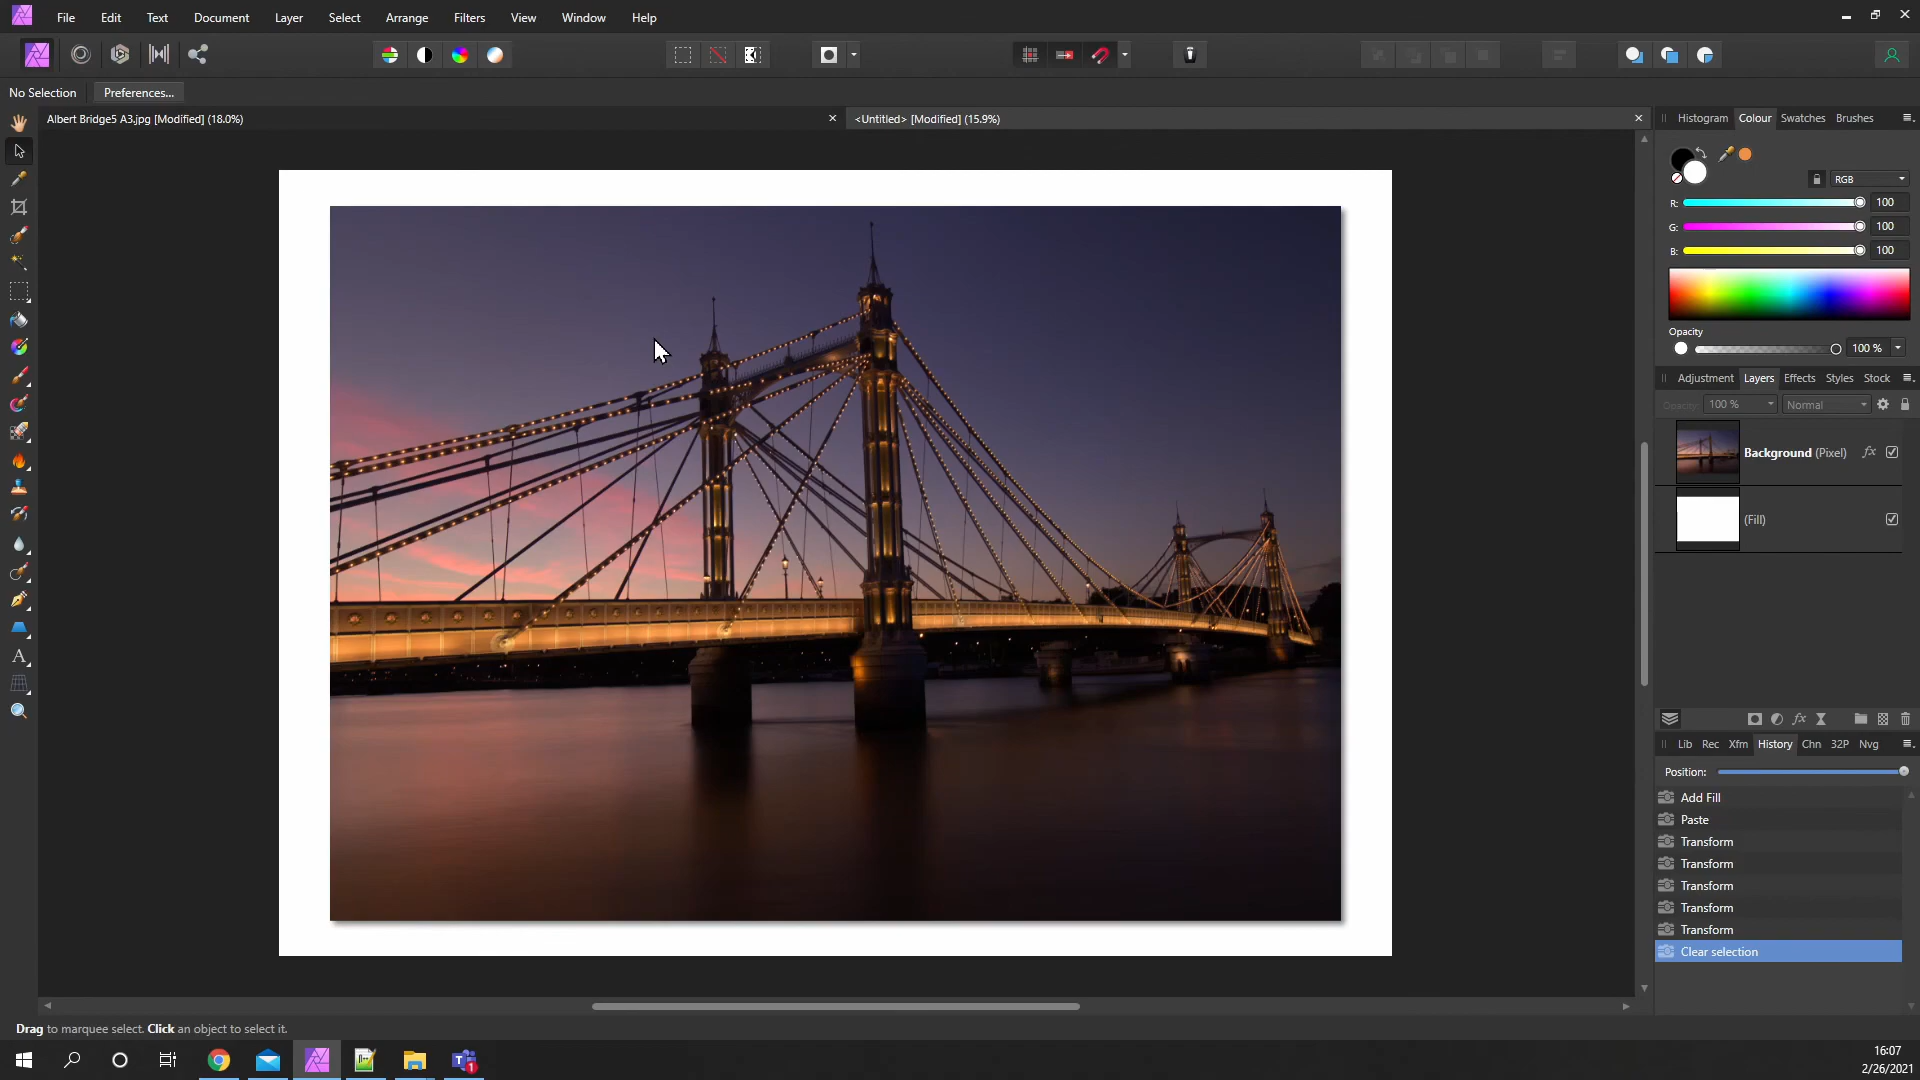 File Edit Text Document Layer Select Arrange Filters View Window Help
No Selection Preferences...
Albert Bridge5 A3.jpg [Modified] (18.0%)
<Untitled> [Modified] (15.9%)
Histogram Colour Swatches Brushes
RGB
R: 100
G: 100
B: 100
Opacity
100 %
Adjustment Layers Effects Styles Stock
Opacity: 100 % Normal
Background (Pixel) fx
(Fill)
fx
Lib Rec Xfm History Chn 32P Nvg
Position:
Add Fill
Paste
Transform
Transform
Transform
Transform
Transform
Clear selection
A
Drag to marquee select. Click an object to select it.
T 1
16:07
2/26/2021